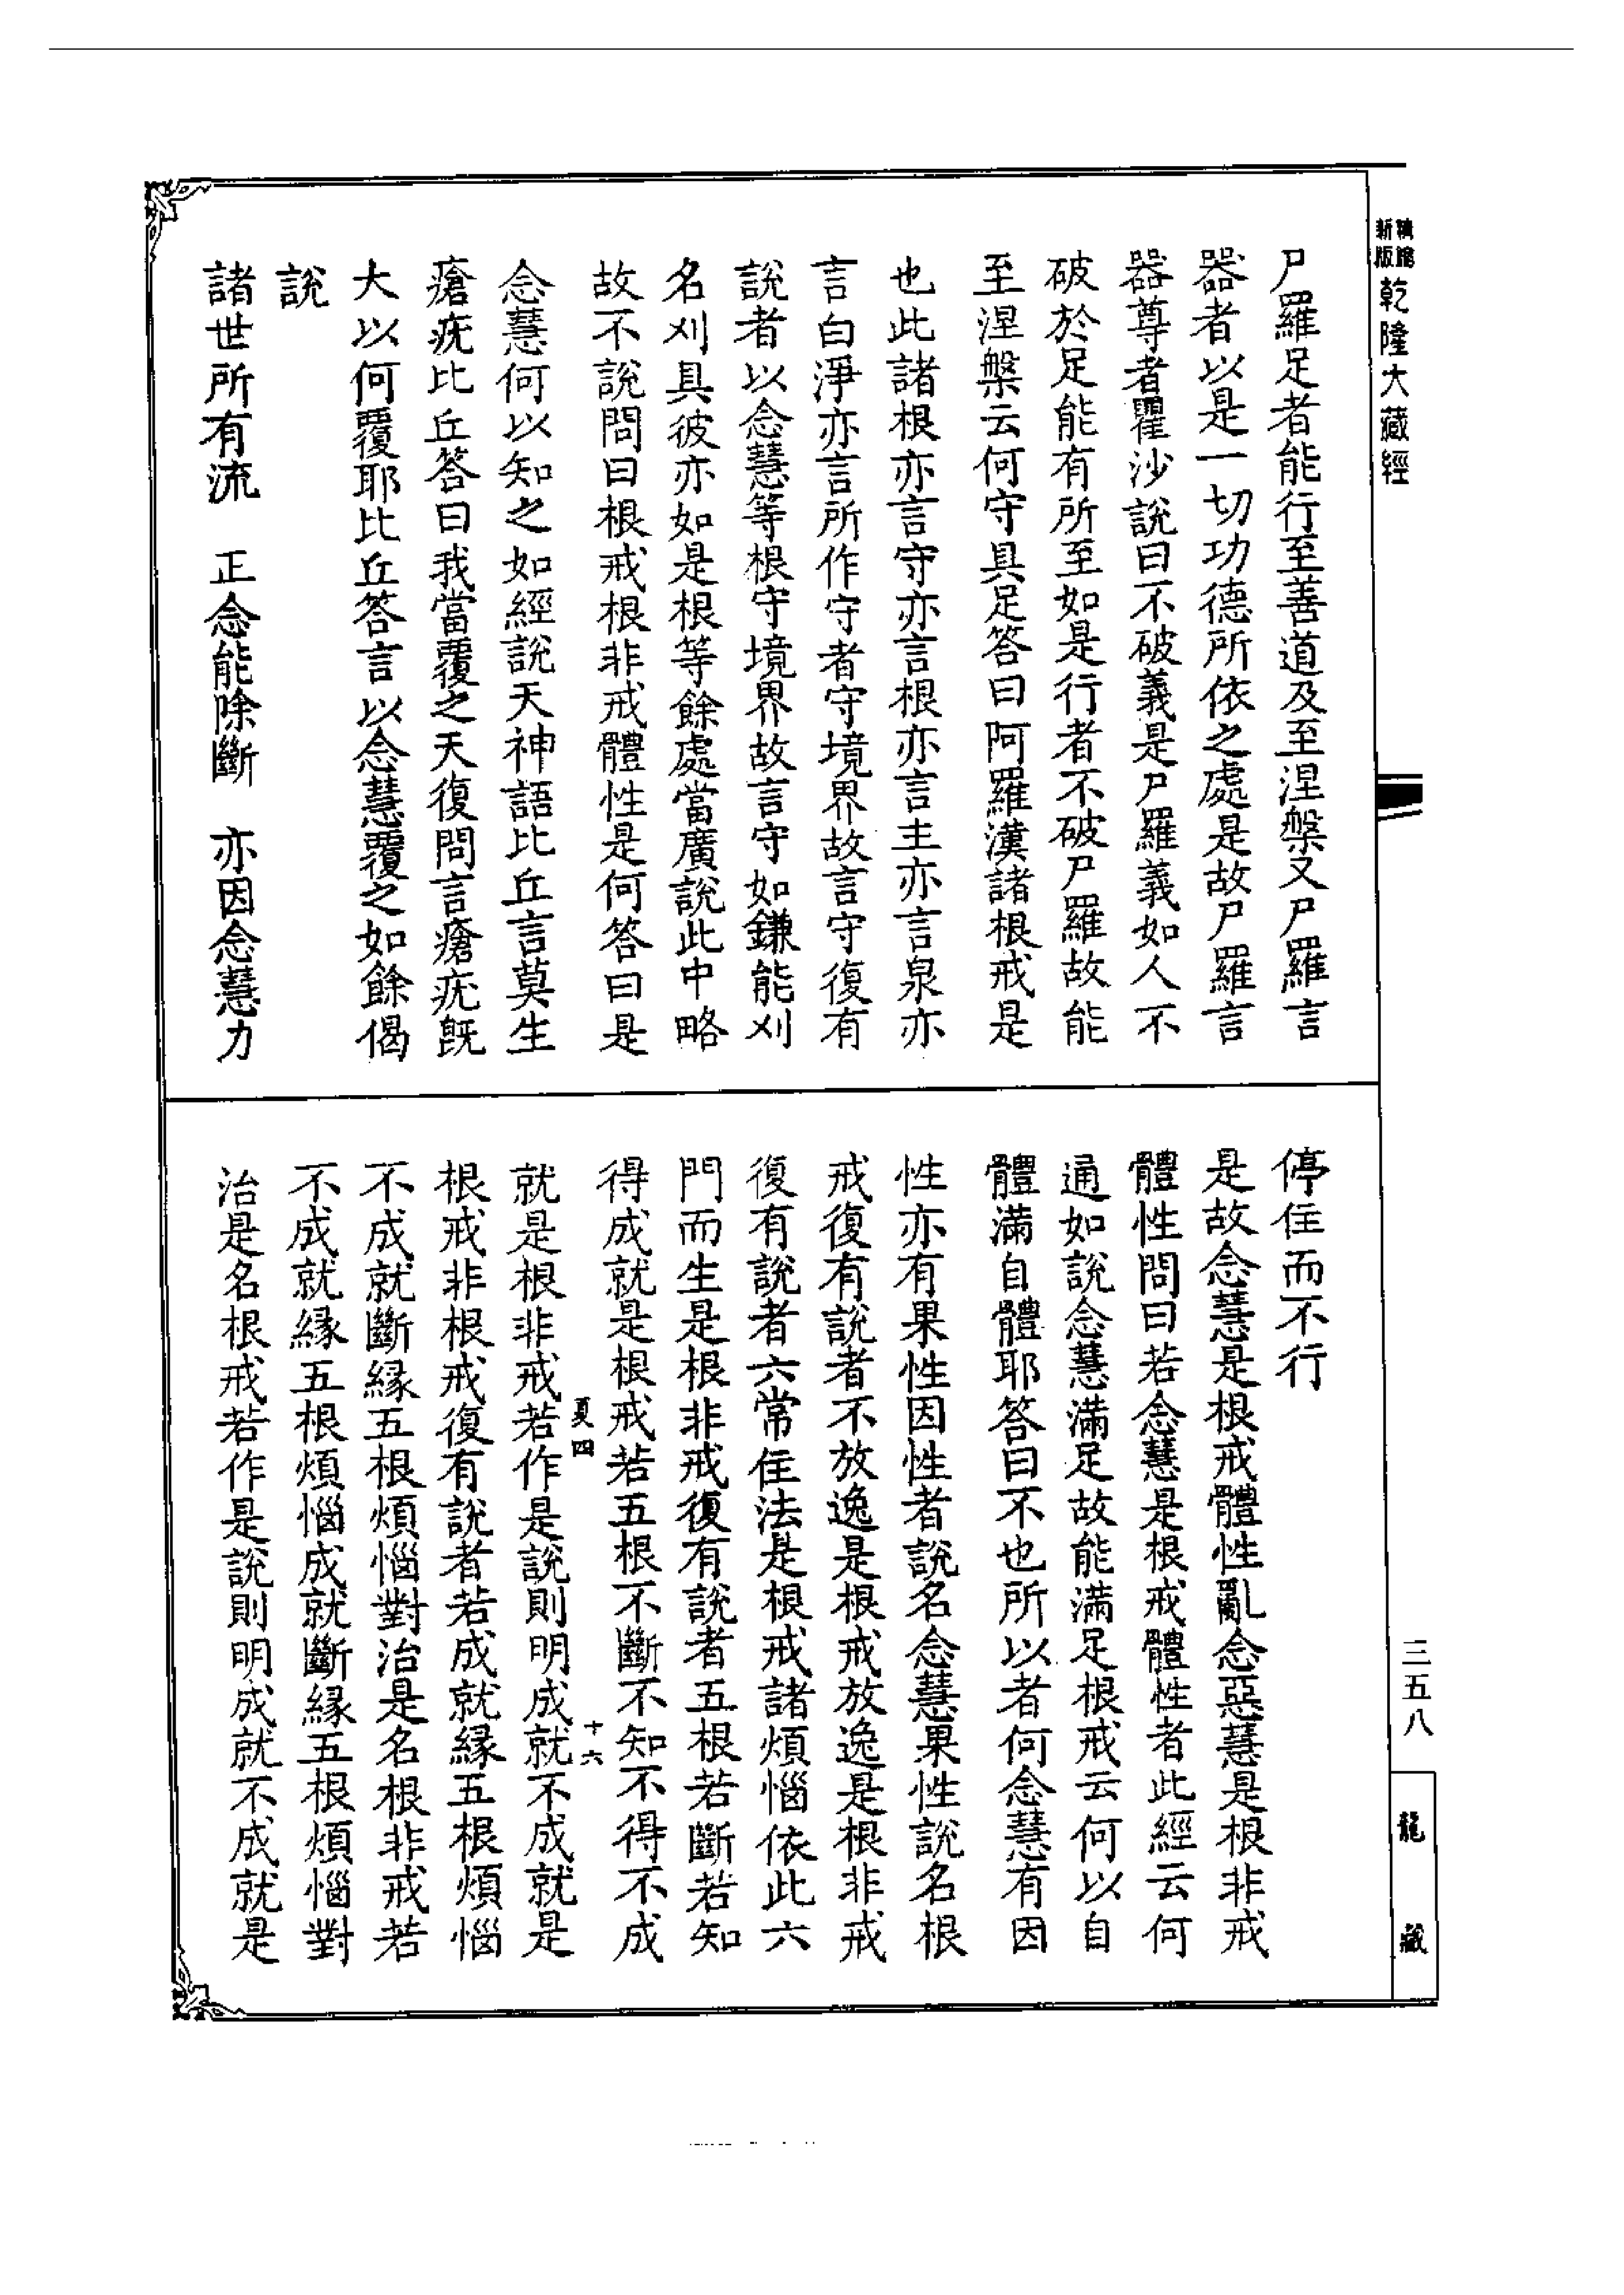 新版
精縮
乾隆大藏經
尸羅足者能行至善道及至涅槃又尸羅言
器者以是一切功德所依之處是故尸羅言
器尊者瞿沙說曰不破義是尸羅義如人不
破於足能有所至如是行者不破尸羅故能
至涅槃云何守具足答曰阿羅漢諸根戒是
也此諸根亦言守亦言根亦言主亦言泉亦
言白淨亦言所作守者守境界故言守復有
說者以念慧等根守境界故言守如鎌能刈
名刈具彼亦如是根等餘處當廣說此中略
故不說問曰根戒根非戒體性是何答曰是
念慧何以知之如經說天神語比丘言莫生
瘡疣比丘答曰我當覆之天復問言瘡疣既
大以何覆耶比丘答言以念慧覆之如餘偈
說
諸世所有流　正念能除斷　亦因念慧力
停住而不行
是故念慧是根戒體性亂念惡慧是根非戒
體性問曰若念慧是根戒體性者此經云何
通如說念慧滿足故能滿足根戒云何以自
體滿自體耶答曰不也所以者何念慧有因
性亦有果性因性者說名念慧果性說名根
戒復有說者不放逸是根戒放逸是根非戒
復有說者六常住法是根戒諸煩惱依此六
門而生是根非戒復有說者五根若斷若知
得成就是根戒若五根不斷不知不得不成
夏四
十六
就是根非戒若作是說則明成就不成就是
根戒非根戒復有說者若成就緣五根煩惱
不成就斷緣五根煩惱對治是名根非戒若
不成就緣五根煩惱成就斷緣五根煩惱對
治是名根戒若作是說則明成就不成就是
三五八
龍藏